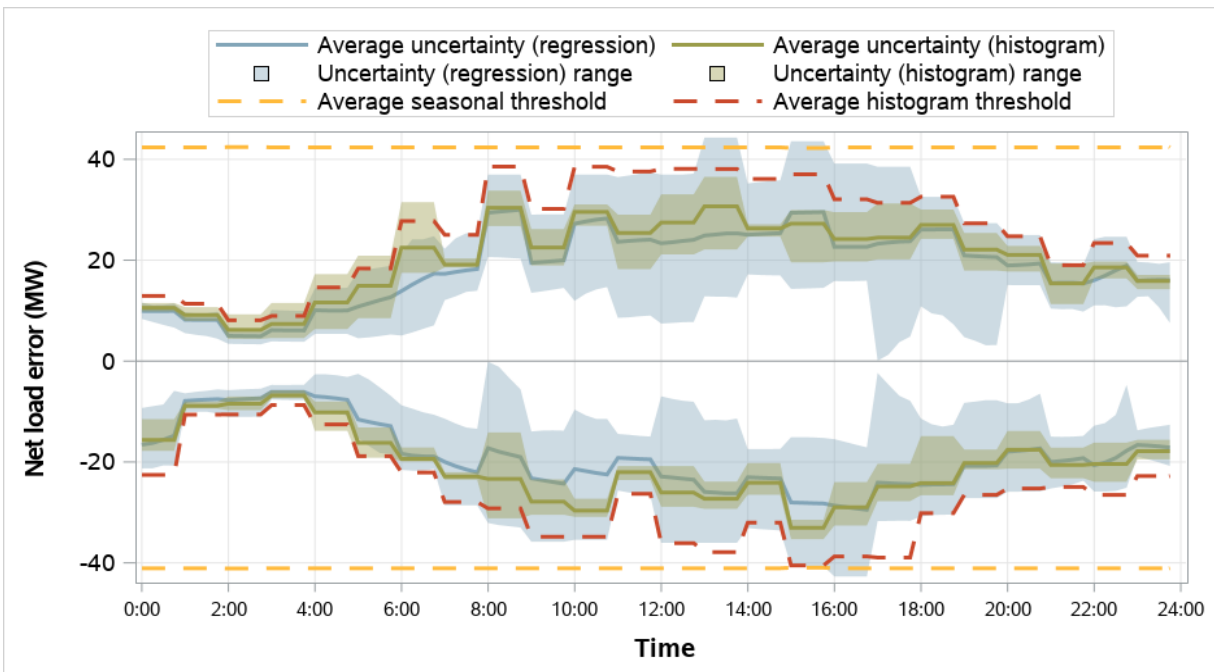 Average uncertainty (regression) Average uncertainty (histogram)
Uncertainty (regression) range Uncertainty (histogram) range
Average seasonal threshold Average histogram threshold
Net load error (MW)
40
20
0
-20
-40
0:00 2:00 4:00 6:00 8:00 10:00 12:00 14:00 16:00 18:00 20:00 22:00 24:00
Time